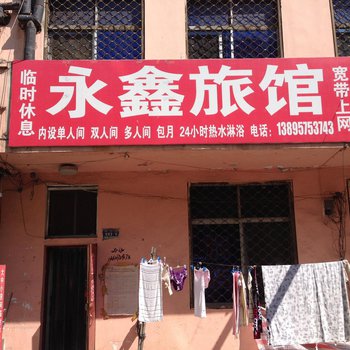 临时休息
永鑫旅馆
宽带上网
内设单人间 双人间 多人间 包月 24小时热水淋浴 电话：13895753743